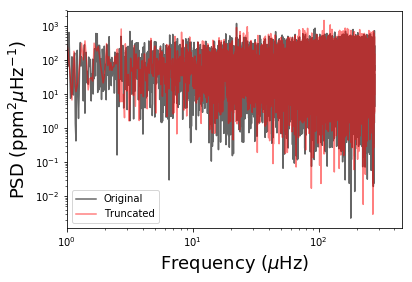 PSD (ppm²μHz⁻¹)
10³
10²
10¹
10⁰
10⁻¹
10⁻²
Original
Truncated
10⁰
10¹
10²
Frequency (μHz)